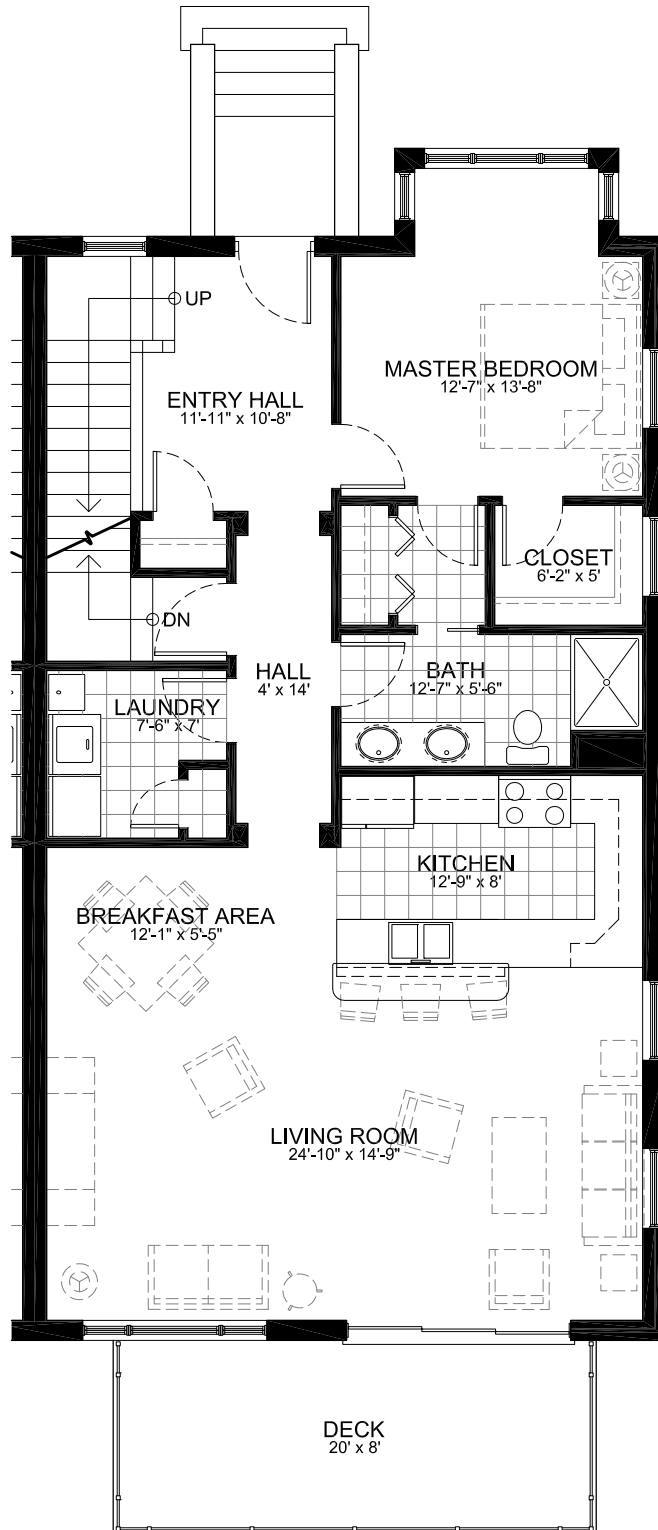 UP
MASTER BEDROOM
12'-7" x 13'-8"
ENTRY HALL
11'-11" x 10'-8"
CLOSET
6'-2" x 5'
DN
HALL
4' x 14'
BATH
12'-7" x 5'-6"
LAUNDRY
7'-6" x 7'
KITCHEN
12'-9" x 8'
BREAKFAST AREA
12'-1" x 5'-5"
LIVING ROOM
24'-10" x 14'-9"
DECK
20' x 8'